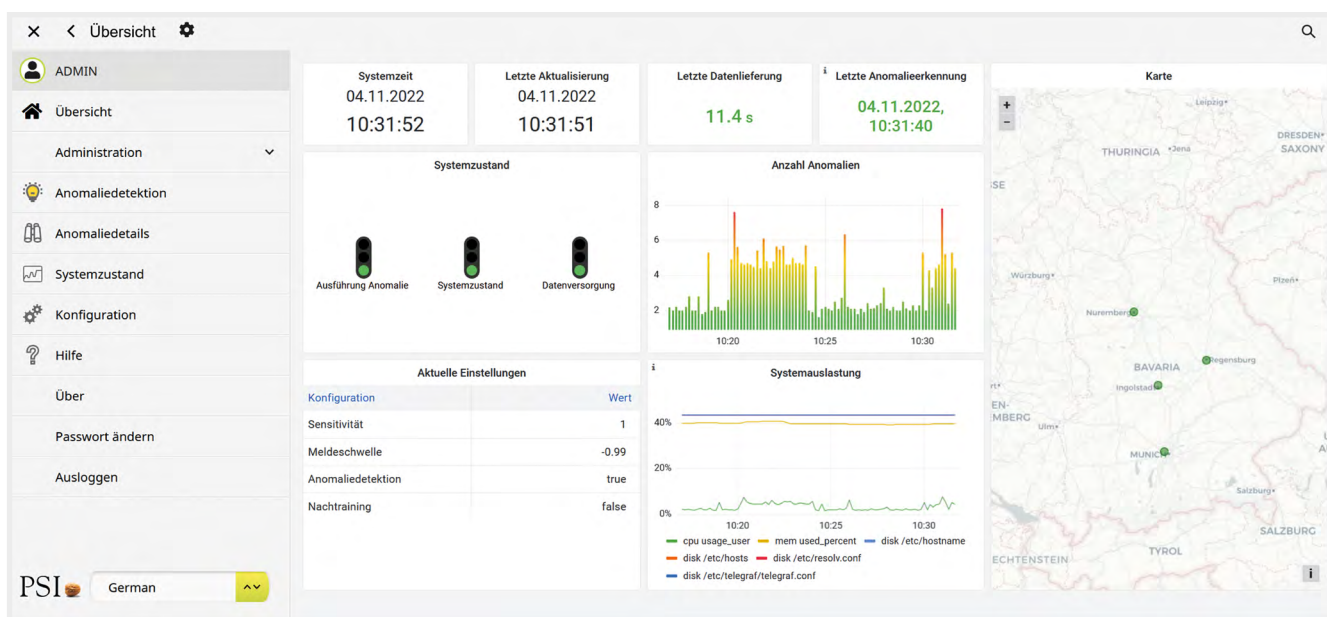 Übersicht
ADMIN
Übersicht
Administration
Anomaliedetektion
Anomaliedetails
Systemzustand
Konfiguration
Hilfe
Über
Passwort ändern
Ausloggen
PSI
German
Systemzeit
04.11.2022
10:31:52
Letzte Aktualisierung
04.11.2022
10:31:51
Letzte Datenlieferung
11.4 s
i
Letzte Anomalieerkennung
04.11.2022,
10:31:40
Systemzustand
Ausführung Anomalie
Systemzustand
Datenversorgung
Anzahl Anomalien
8
6
4
2
10:20 10:25 10:30
Aktuelle Einstellungen
Konfiguration Wert
Sensitivität 1
Meldeschwelle -0.99
Anomaliedetektion true
Nachtraining false
i
Systemauslastung
40%
20%
0%
10:20 10:25 10:30
cpu usage_user mem used_percent disk /etc/hostname
disk /etc/hosts disk /etc/resolv.conf
disk /etc/telegraf/telegraf.conf
Karte
+
-
Leipzig
DRESDEN
THURINGIA Jena SAXONY
Würzburg
Plzeň
Nuremberg
Regensburg
BAVARIA
Ingolstadt
EN-
MBERG
Ulm
MUNICH
Salzburg
SALZBURG
TYROL
ECHTENSTEIN
i